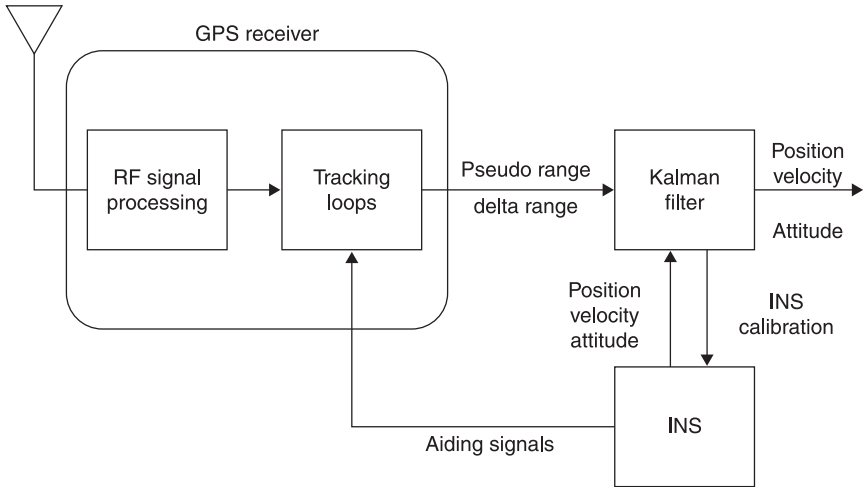 GPS receiver
RF signal
processing
Tracking
loops
Pseudo range
delta range
Kalman
filter
Position
velocity
Attitude
Position
velocity
attitude
INS
calibration
INS
Aiding signals